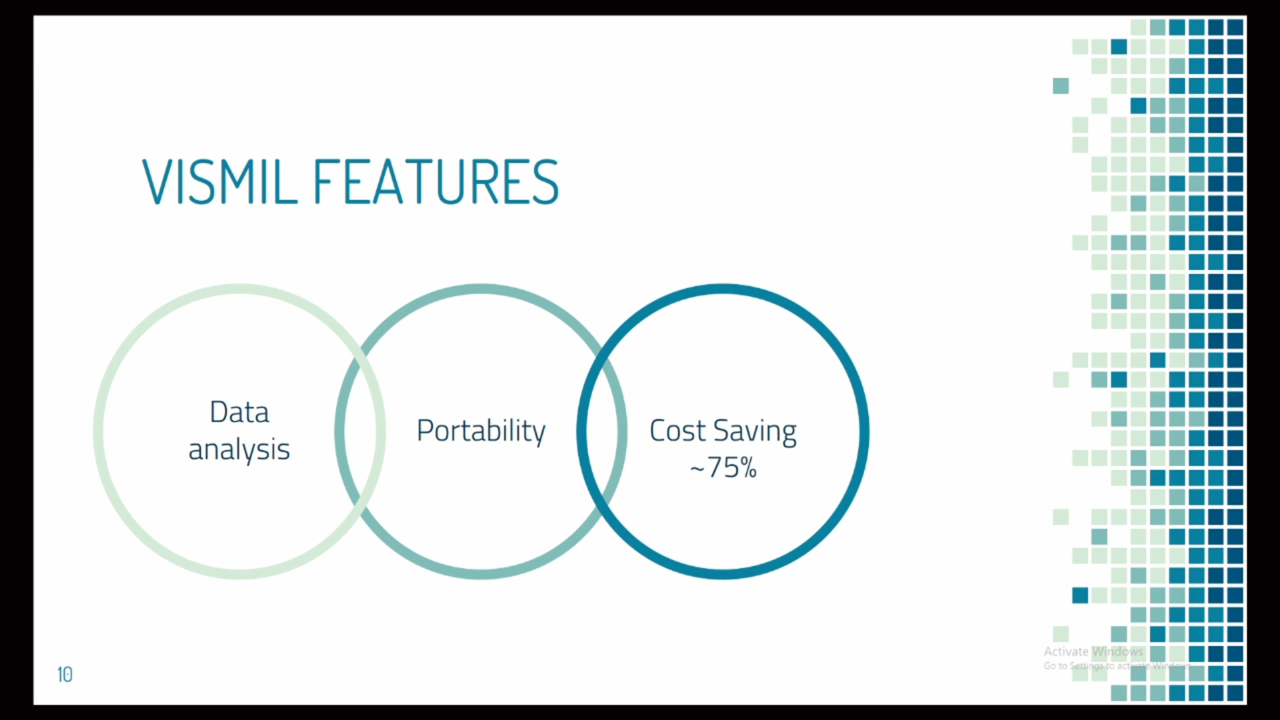 VISMIL FEATURES
Data
analysis
Portability
Cost Saving
~75%
10
Activate Windows
Go to Settings to activate Windows.